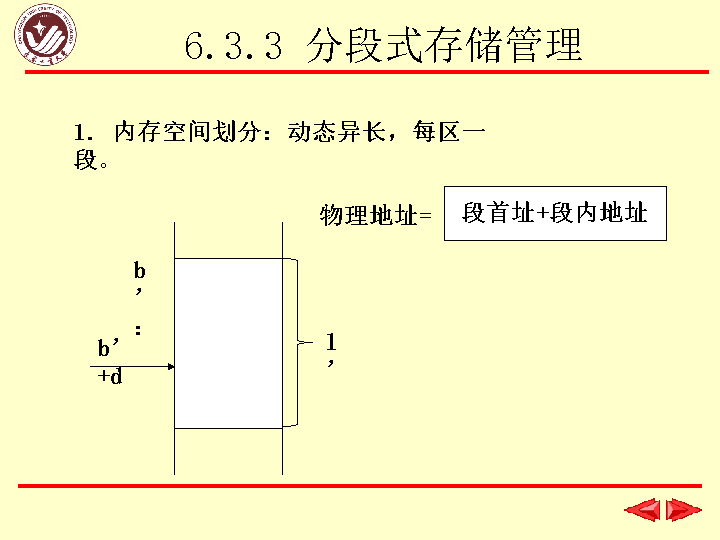 6.3.3 分段式存储管理
1. 内存空间划分：动态异长，每区一
段。
物理地址=
段首址+段内地址
b
’
：
b’
+d
l
’